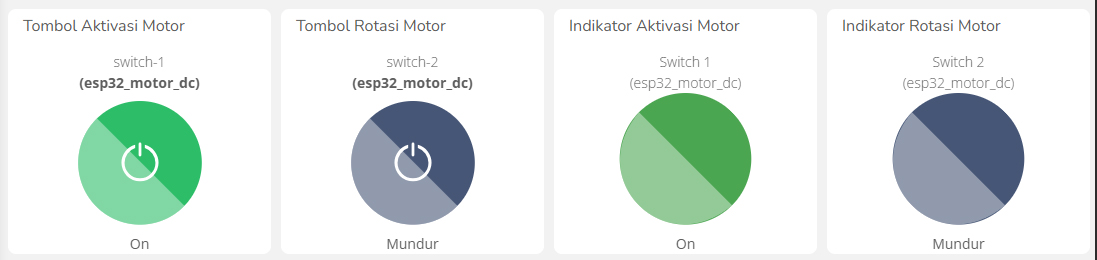 Tombol Aktivasi Motor
switch-1
(esp32_motor_dc)
On
Tombol Rotasi Motor
switch-2
(esp32_motor_dc)
Mundur
Indikator Aktivasi Motor
Switch 1
(esp32_motor_dc)
On
Indikator Rotasi Motor
Switch 2
(esp32_motor_dc)
Mundur